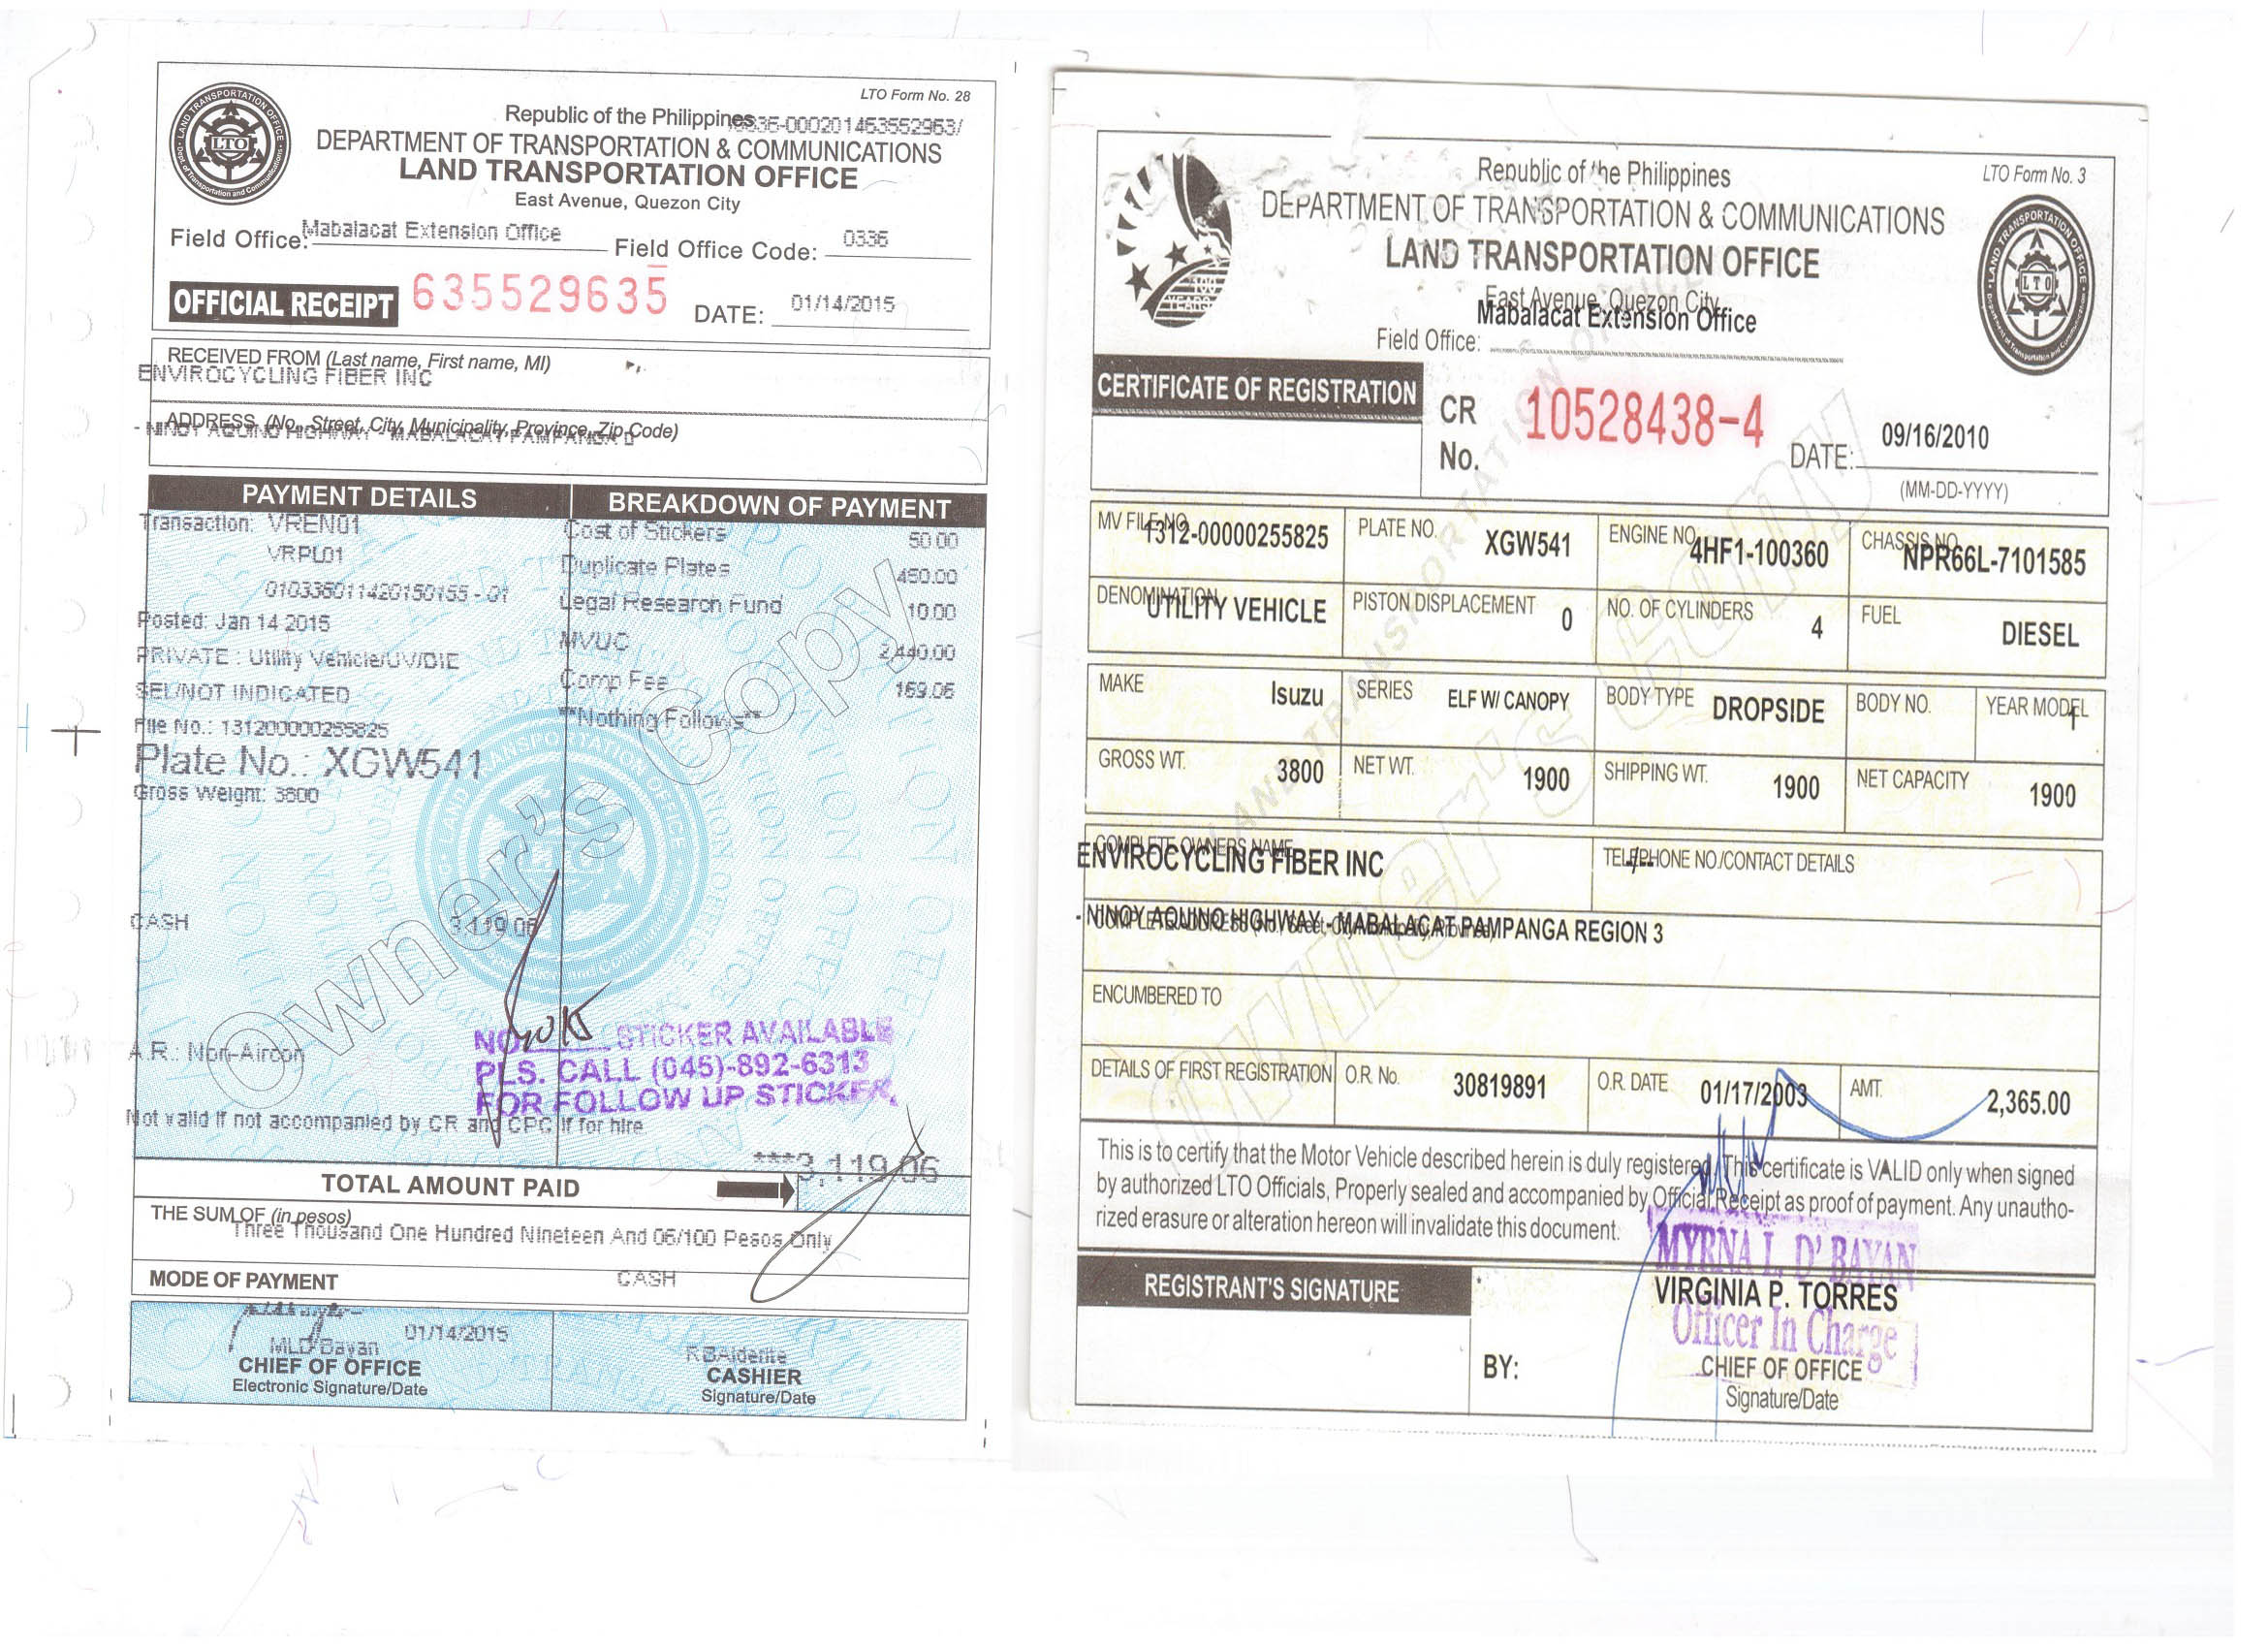 LTO Form No. 28
Republic of the Philippines
DEPARTMENT OF TRANSPORTATION & COMMUNICATIONS
LAND TRANSPORTATION OFFICE
East Avenue, Quezon City
Field Office: Mabalacat Extension Office Field Office Code: 0336
OFFICIAL RECEIPT 635529635 DATE: 01/14/2015
RECEIVED FROM (Last name, First name, MI)
ENVIROCYCLING FIBER INC
ADDRESS (No., Street, City, Municipality, Province, Zip Code)
- NINOY AQUINO HIGHWAY - MABALACAT PAMPANGA
PAYMENT DETAILS BREAKDOWN OF PAYMENT
Transaction: VREN01 Cost of Stickers 50.00
VRPL01 Duplicate Plates 450.00
010336011420150155 - 01 Legal Research Fund 10.00
Posted: Jan 14 2015 MVUC 2,440.00
PRIVATE : Utility Vehicle/UV/DIE Comp Fee 169.06
SEL/NOT INDICATED **Nothing Follows**
File No.: 131200000255825
Plate No.: XGW541
Gross Weight: 3800
Owner's Copy
CASH 3,119.06
A.R.: Non-Aircon
NO STICKER AVAILABLE
PLS. CALL (045)-892-6313
FOR FOLLOW UP STICKER
Not valid if not accompanied by CR and CPC if for hire
***3,119.06
TOTAL AMOUNT PAID
THE SUM OF (in pesos)
Three Thousand One Hundred Nineteen And 06/100 Pesos Only
MODE OF PAYMENT CASH
MLD'Bayan 01/14/2015
CHIEF OF OFFICE
Electronic Signature/Date
RBAlderite
CASHIER
Signature/Date
LTO Form No. 3
Republic of the Philippines
DEPARTMENT OF TRANSPORTATION & COMMUNICATIONS
LAND TRANSPORTATION OFFICE
East Avenue, Quezon City
Mabalacat Extension Office
Field Office:
CERTIFICATE OF REGISTRATION
CR No. 10528438-4 DATE: 09/16/2010
(MM-DD-YYYY)
MV FILE NO. 1312-00000255825 PLATE NO. XGW541 ENGINE NO. 4HF1-100360 CHASSIS NO. NPR66L-7101585
DENOMINATION UTILITY VEHICLE PISTON DISPLACEMENT 0 NO. OF CYLINDERS 4 FUEL DIESEL
MAKE Isuzu SERIES ELF W/ CANOPY BODY TYPE DROPSIDE BODY NO. YEAR MODEL 1
GROSS WT. 3800 NET WT. 1900 SHIPPING WT. 1900 NET CAPACITY 1900
COMPLETE OWNERS NAME TELEPHONE NO./CONTACT DETAILS
ENVIROCYCLING FIBER INC
- NINOY AQUINO HIGHWAY - MABALACAT PAMPANGA REGION 3
COMPLETE ADDRESS
ENCUMBERED TO
DETAILS OF FIRST REGISTRATION O.R. No. 30819891 O.R. DATE 01/17/2003 AMT. 2,365.00
This is to certify that the Motor Vehicle described herein is duly registered. This certificate is VALID only when signed
by authorized LTO Officials, Properly sealed and accompanied by Official Receipt as proof of payment. Any unautho-
rized erasure or alteration hereon will invalidate this document.
Owner's Copy
REGISTRANT'S SIGNATURE
MYRNA L. D' BAYAN
VIRGINIA P. TORRES
Officer In Charge
BY: CHIEF OF OFFICE
Signature/Date